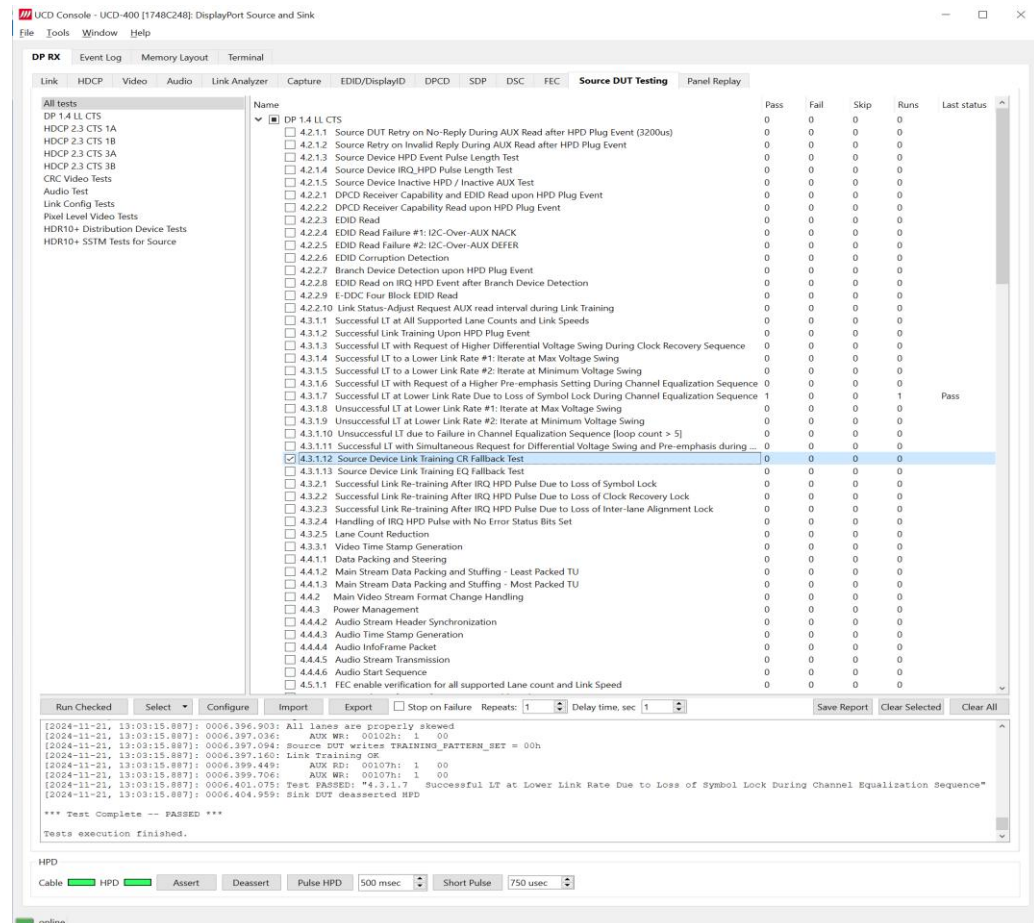 UCD Console - UCD-400 [1748C248]: DisplayPort Source and Sink
File Tools Window Help
DP RX Event Log Memory Layout Terminal
Link HDCP Video Audio Link Analyzer Capture EDID/DisplayID DPCD SDP DSC FEC Source DUT Testing Panel Replay
All tests
DP 1.4 LL CTS
HDCP 2.3 CTS 1A
HDCP 2.3 CTS 1B
HDCP 2.3 CTS 3A
HDCP 2.3 CTS 3B
CRC Video Tests
Audio Test
Link Config Tests
Pixel Level Video Tests
HDR10+ Distribution Device Tests
HDR10+ SSTM Tests for Source
Name Pass Fail Skip Runs Last status
DP 1.4 LL CTS 0 0 0 0
4.2.1.1 Source DUT Retry on No-Reply During AUX Read after HPD Plug Event (3200us) 0 0 0 0
4.2.1.2 Source Retry on Invalid Reply During AUX Read after HPD Plug Event 0 0 0 0
4.2.1.3 Source Device HPD Event Pulse Length Test 0 0 0 0
4.2.1.4 Source Device IRQ_HPD Pulse Length Test 0 0 0 0
4.2.1.5 Source Device Inactive HPD / Inactive AUX Test 0 0 0 0
4.2.2.1 DPCD Receiver Capability and EDID Read upon HPD Plug Event 0 0 0 0
4.2.2.2 DPCD Receiver Capability Read upon HPD Plug Event 0 0 0 0
4.2.2.3 EDID Read 0 0 0 0
4.2.2.4 EDID Read Failure #1: I2C-Over-AUX NACK 0 0 0 0
4.2.2.5 EDID Read Failure #2: I2C-Over-AUX DEFER 0 0 0 0
4.2.2.6 EDID Corruption Detection 0 0 0 0
4.2.2.7 Branch Device Detection upon HPD Plug Event 0 0 0 0
4.2.2.8 EDID Read on IRQ HPD Event after Branch Device Detection 0 0 0 0
4.2.2.9 E-DDC Four Block EDID Read 0 0 0 0
4.2.2.10 Link Status-Adjust Request AUX read interval during Link Training 0 0 0 0
4.3.1.1 Successful LT at All Supported Lane Counts and Link Speeds 0 0 0 0
4.3.1.2 Successful Link Training Upon HPD Plug Event 0 0 0 0
4.3.1.3 Successful LT with Request of Higher Differential Voltage Swing During Clock Recovery Sequence 0 0 0 0
4.3.1.4 Successful LT to a Lower Link Rate #1: Iterate at Max Voltage Swing 0 0 0 0
4.3.1.5 Successful LT to a Lower Link Rate #2: Iterate at Minimum Voltage Swing 0 0 0 0
4.3.1.6 Successful LT with Request of a Higher Pre-emphasis Setting During Channel Equalization Sequence 0 0 0 0
4.3.1.7 Successful LT at Lower Link Rate Due to Loss of Symbol Lock During Channel Equalization Sequence 1 0 0 1 Pass
4.3.1.8 Unsuccessful LT at Lower Link Rate #1: Iterate at Max Voltage Swing 0 0 0 0
4.3.1.9 Unsuccessful LT at Lower Link Rate #2: Iterate at Minimum Voltage Swing 0 0 0 0
4.3.1.10 Unsuccessful LT due to Failure in Channel Equalization Sequence [loop count > 5] 0 0 0 0
4.3.1.11 Successful LT with Simultaneous Request for Differential Voltage Swing and Pre-emphasis during ... 0 0 0 0
4.3.1.12 Source Device Link Training CR Fallback Test 0 0 0 0
4.3.1.13 Source Device Link Training EQ Fallback Test 0 0 0 0
4.3.2.1 Successful Link Re-training After IRQ HPD Pulse Due to Loss of Symbol Lock 0 0 0 0
4.3.2.2 Successful Link Re-training After IRQ HPD Pulse Due to Loss of Clock Recovery Lock 0 0 0 0
4.3.2.3 Successful Link Re-training After IRQ HPD Pulse Due to Loss of Inter-lane Alignment Lock 0 0 0 0
4.3.2.4 Handling of IRQ HPD Pulse with No Error Status Bits Set 0 0 0 0
4.3.2.5 Lane Count Reduction 0 0 0 0
4.3.3.1 Video Time Stamp Generation 0 0 0 0
4.4.1.1 Data Packing and Steering 0 0 0 0
4.4.1.2 Main Stream Data Packing and Stuffing - Least Packed TU 0 0 0 0
4.4.1.3 Main Stream Data Packing and Stuffing - Most Packed TU 0 0 0 0
4.4.2 Main Video Stream Format Change Handling 0 0 0 0
4.4.3 Power Management 0 0 0 0
4.4.4.2 Audio Stream Header Synchronization 0 0 0 0
4.4.4.3 Audio Time Stamp Generation 0 0 0 0
4.4.4.4 Audio InfoFrame Packet 0 0 0 0
4.4.4.5 Audio Stream Transmission 0 0 0 0
4.4.4.6 Audio Start Sequence 0 0 0 0
4.5.1.1 FEC enable verification for all supported Lane count and Link Speed 0 0 0 0
Run Checked Select Configure Import Export Stop on Failure Repeats: 1 Delay time, sec 1 Save Report Clear Selected Clear All
[2024-11-21, 13:03:15.887]: 0006.396.903: All lanes are properly skewed
[2024-11-21, 13:03:15.887]: 0006.397.036: AUX WR: 00102h: 1 00
[2024-11-21, 13:03:15.887]: 0006.397.094: Source DUT writes TRAINING_PATTERN_SET = 00h
[2024-11-21, 13:03:15.887]: 0006.397.160: Link Training OK
[2024-11-21, 13:03:15.887]: 0006.399.449: AUX RD: 00107h: 1 00
[2024-11-21, 13:03:15.887]: 0006.399.706: AUX WR: 00107h: 1 00
[2024-11-21, 13:03:15.887]: 0006.401.075: Test PASSED: "4.3.1.7 Successful LT at Lower Link Rate Due to Loss of Symbol Lock During Channel Equalization Sequence"
[2024-11-21, 13:03:15.887]: 0006.404.959: Sink DUT deasserted HPD
*** Test Complete -- PASSED ***
Tests execution finished.
HPD
Cable HPD Assert Deassert Pulse HPD 500 msec Short Pulse 750 usec
online